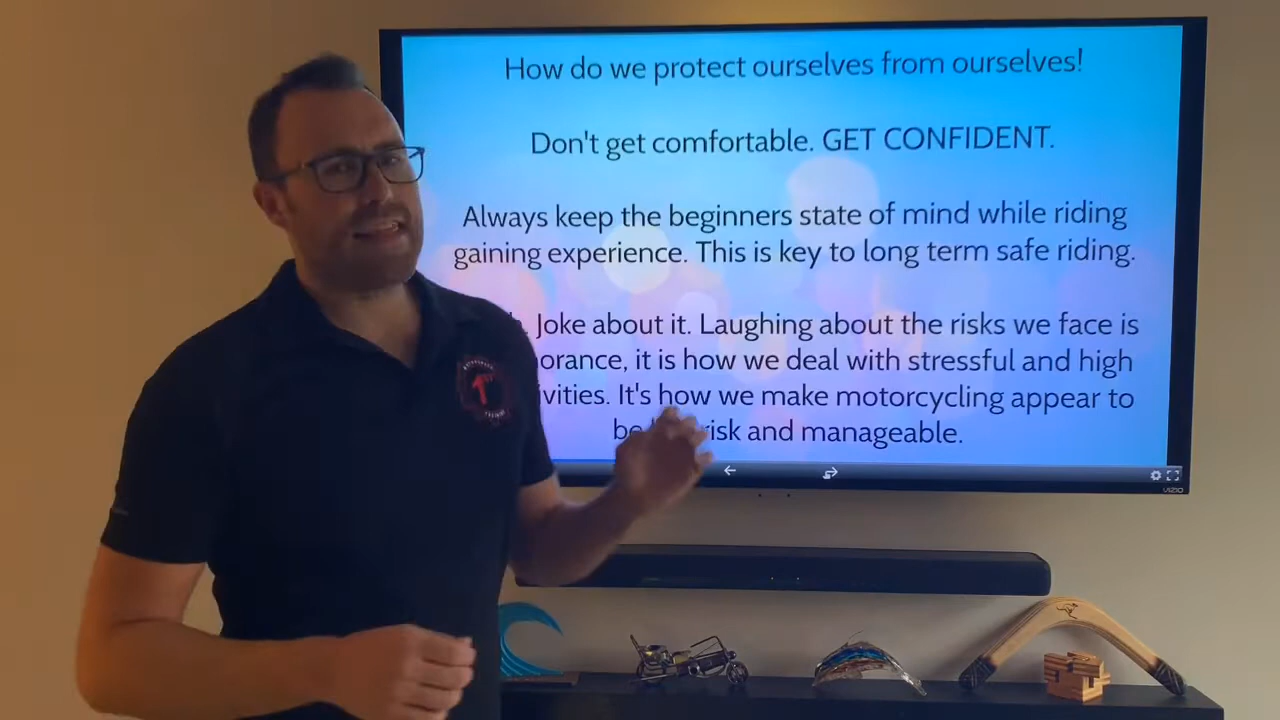 How do we protect ourselves from ourselves!
Don't get comfortable. GET CONFIDENT.
Always keep the beginners state of mind while riding
gaining experience. This is key to long term safe riding.
Joke about it. Laughing about the risks we face is
it is how we deal with stressful and high
It's how we make motorcycling appear to
and manageable.
VIZIO